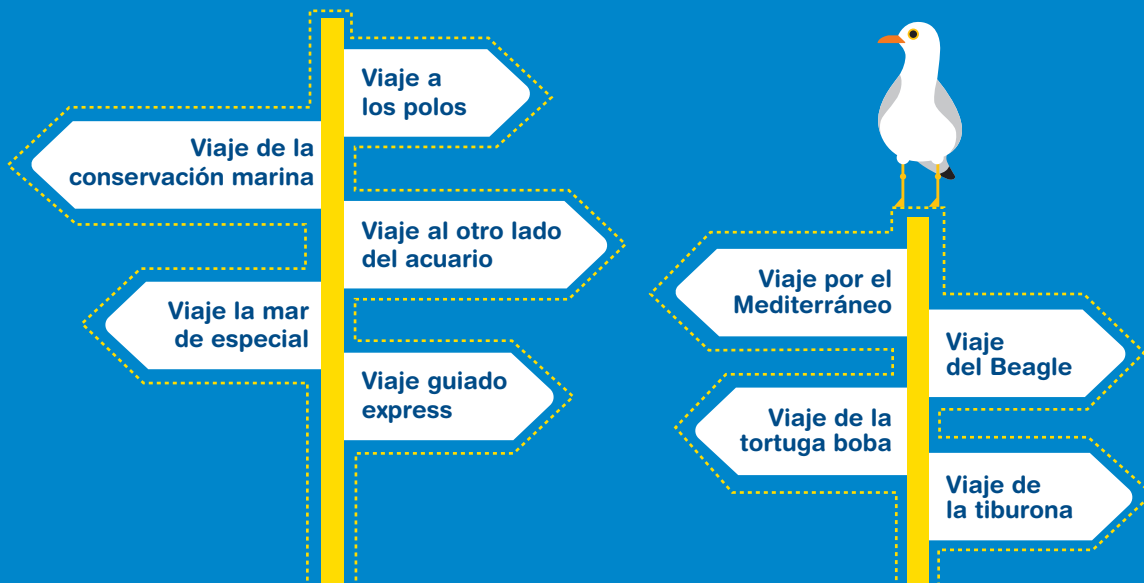 Viaje a
los polos
Viaje de la
conservación marina
Viaje al otro lado
del acuario
Viaje la mar
de especial
Viaje guiado
express
Viaje por el
Mediterráneo
Viaje
del Beagle
Viaje de la
tortuga boba
Viaje de
la tiburona